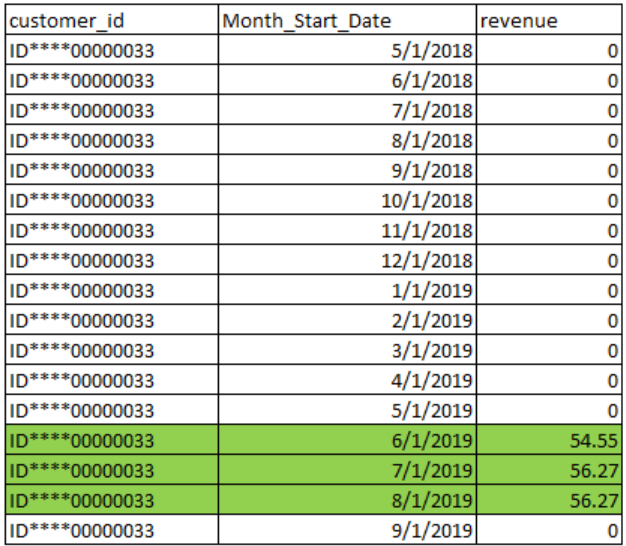 customer_id Month_Start_Date revenue
ID****00000033 5/1/2018 0
ID****00000033 6/1/2018 0
ID****00000033 7/1/2018 0
ID****00000033 8/1/2018 0
ID****00000033 9/1/2018 0
ID****00000033 10/1/2018 0
ID****00000033 11/1/2018 0
ID****00000033 12/1/2018 0
ID****00000033 1/1/2019 0
ID****00000033 2/1/2019 0
ID****00000033 3/1/2019 0
ID****00000033 4/1/2019 0
ID****00000033 5/1/2019 0
ID****00000033 6/1/2019 54.55
ID****00000033 7/1/2019 56.27
ID****00000033 8/1/2019 56.27
ID****00000033 9/1/2019 0